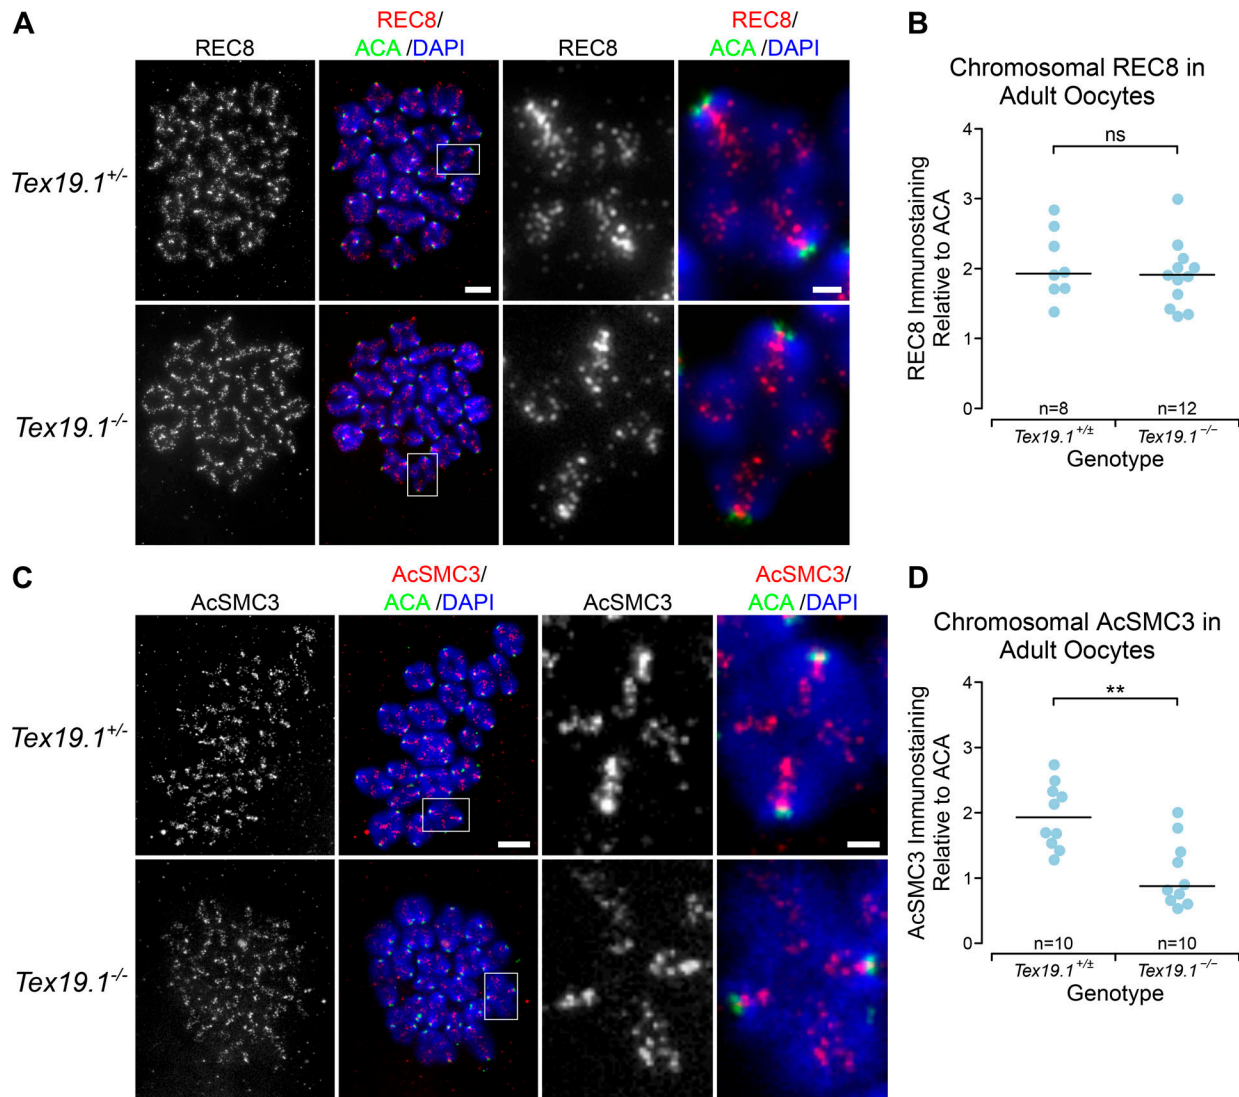 A
REC8
REC8/
ACA /DAPI
REC8
REC8/
ACA /DAPI
Tex19.1+/-
Tex19.1-/-
B
Chromosomal REC8 in
Adult Oocytes
REC8 Immunostaining
Relative to ACA
4
3
2
1
0
ns
n=8
n=12
Tex19.1+/±
Tex19.1−/−
Genotype
C
AcSMC3
AcSMC3/
ACA /DAPI
AcSMC3
AcSMC3/
ACA /DAPI
Tex19.1+/-
Tex19.1-/-
D
Chromosomal AcSMC3 in
Adult Oocytes
AcSMC3 Immunostaining
Relative to ACA
4
3
2
1
0
**
n=10
n=10
Tex19.1+/±
Tex19.1−/−
Genotype